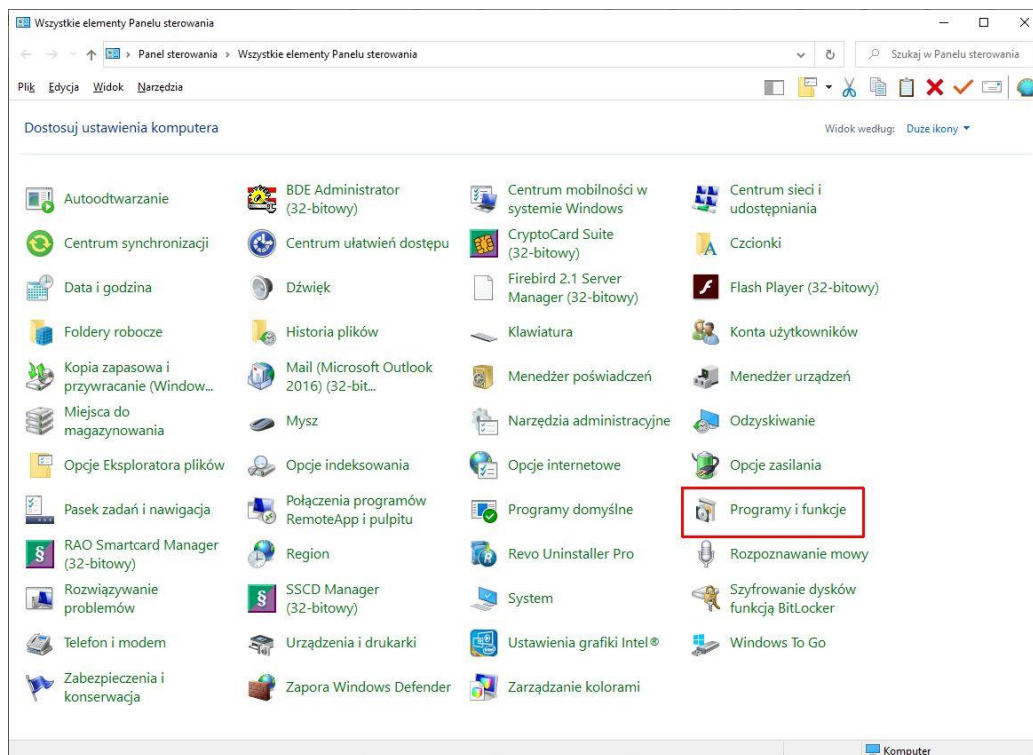 Wszystkie elementy Panelu sterowania
Panel sterowania › Wszystkie elementy Panelu sterowania
Szukaj w Panelu sterowania
Plik Edycja Widok Narzędzia
Dostosuj ustawienia komputera
Widok według: Duże ikony
Autoodtwarzanie
BDE Administrator
(32-bitowy)
Centrum mobilności w
systemie Windows
Centrum sieci i
udostępniania
Centrum synchronizacji
Centrum ułatwień dostępu
CryptoCard Suite
(32-bitowy)
Czcionki
Data i godzina
Dźwięk
Firebird 2.1 Server
Manager (32-bitowy)
Flash Player (32-bitowy)
Foldery robocze
Historia plików
Klawiatura
Konta użytkowników
Kopia zapasowa i
przywracanie (Window...
Mail (Microsoft Outlook
2016) (32-bit...
Menedżer poświadczeń
Menedżer urządzeń
Miejsca do
magazynowania
Mysz
Narzędzia administracyjne
Odzyskiwanie
Opcje Eksploratora plików
Opcje indeksowania
Opcje internetowe
Opcje zasilania
Pasek zadań i nawigacja
Połączenia programów
RemoteApp i pulpitu
Programy domyślne
Programy i funkcje
RAO Smartcard Manager
(32-bitowy)
Region
Revo Uninstaller Pro
Rozpoznawanie mowy
Rozwiązywanie
problemów
SSCD Manager
(32-bitowy)
System
Szyfrowanie dysków
funkcją BitLocker
Telefon i modem
Urządzenia i drukarki
Ustawienia grafiki Intel®
Windows To Go
Zabezpieczenia i
konserwacja
Zapora Windows Defender
Zarządzanie kolorami
Komputer